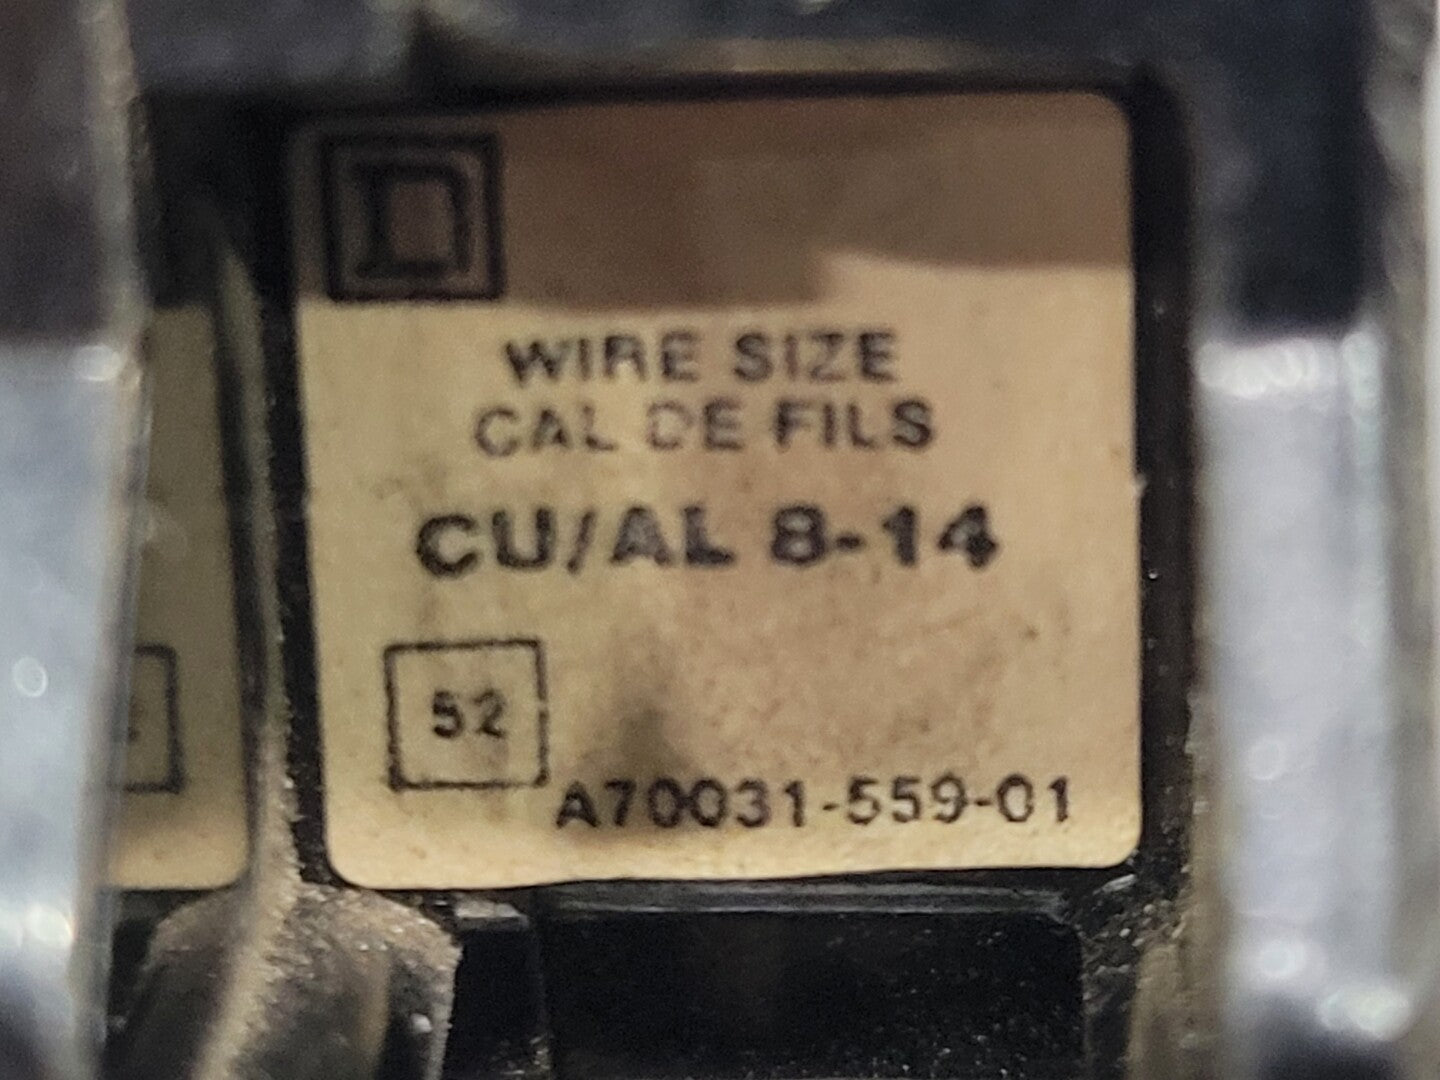 D
WIRE SIZE
CAL DE FILS
CU/AL 8-14
52
A70031-559-01